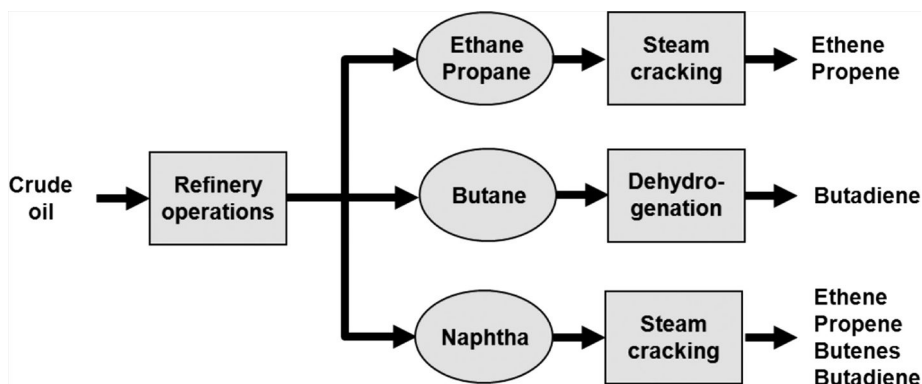 Crude
oil
Refinery
operations
Ethane
Propane
Steam
cracking
Ethene
Propene
Butane
Dehydro-
genation
Butadiene
Naphtha
Steam
cracking
Ethene
Propene
Butenes
Butadiene